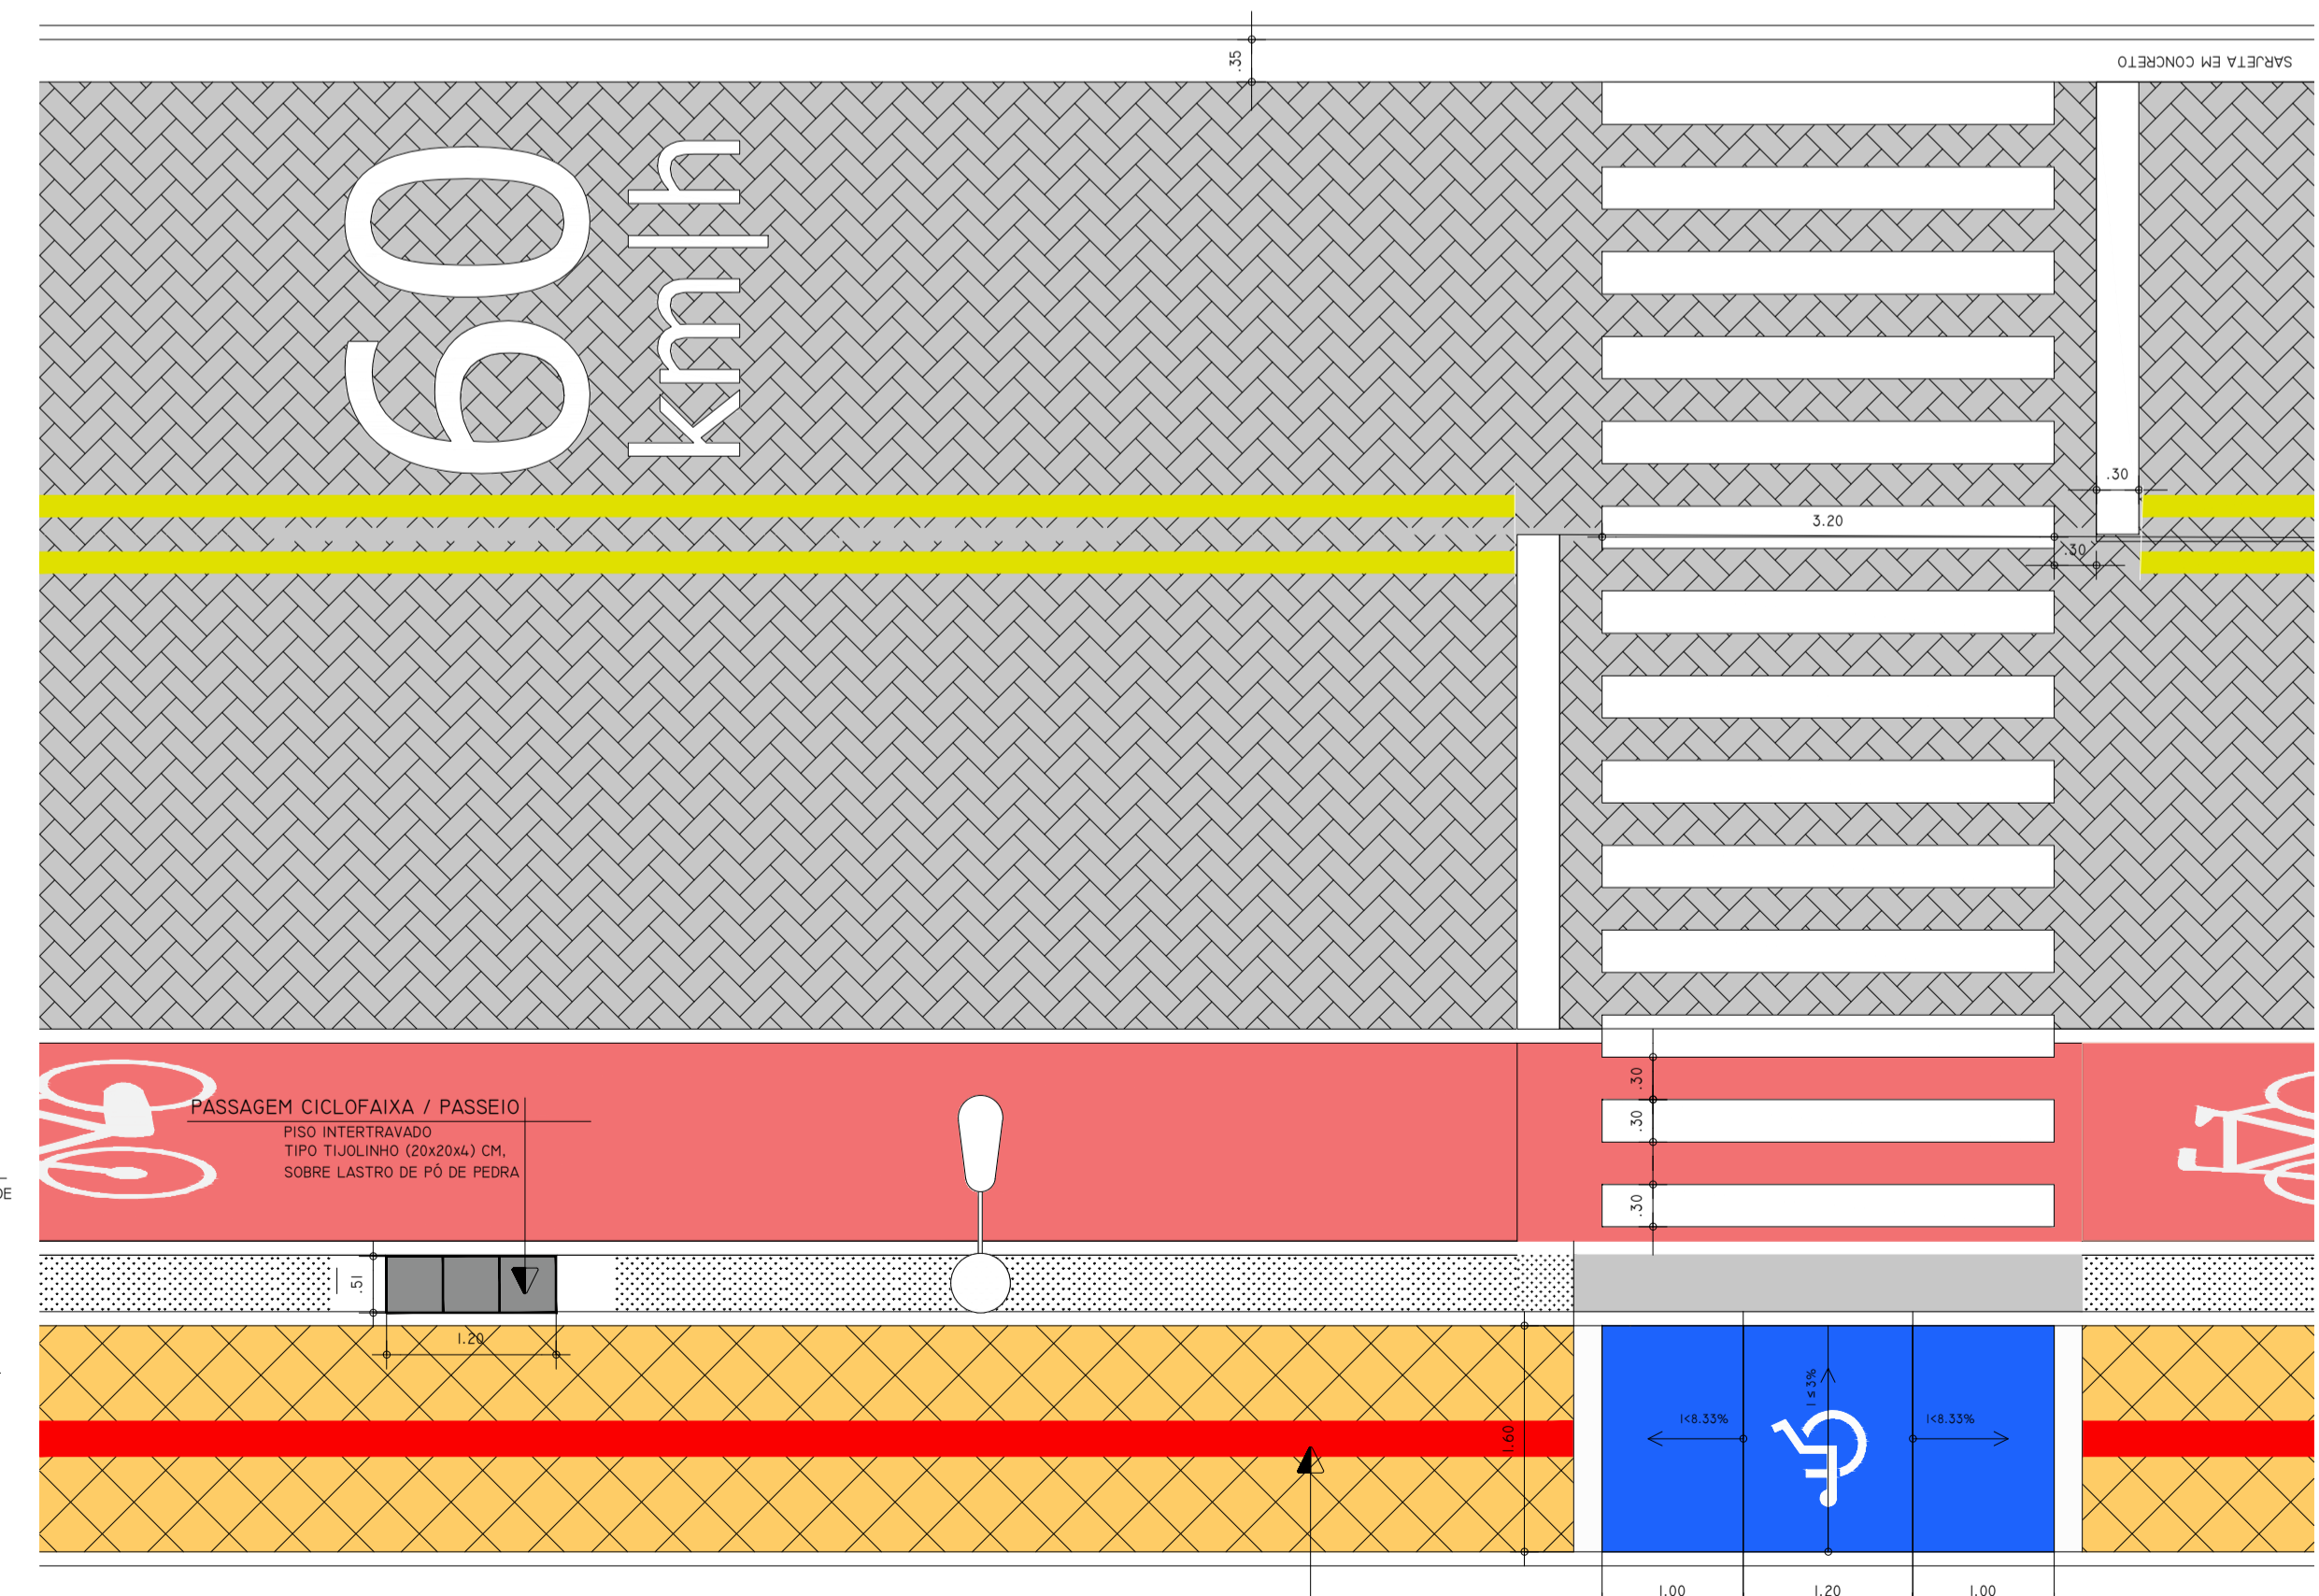 .35
SARJETA EM CONCRETO
60
km|h
.30
3.20
.30
.30
.30
.30
PASSAGEM CICLOFAIXA / PASSEIO
PISO INTERTRAVADO
TIPO TIJOLINHO (20x20x4) CM,
SOBRE LASTRO DE PÓ DE PEDRA
DE
.51
1.20
1.60
I<8.33%
I ≤ 3%
I<8.33%
1.00
1.20
1.00